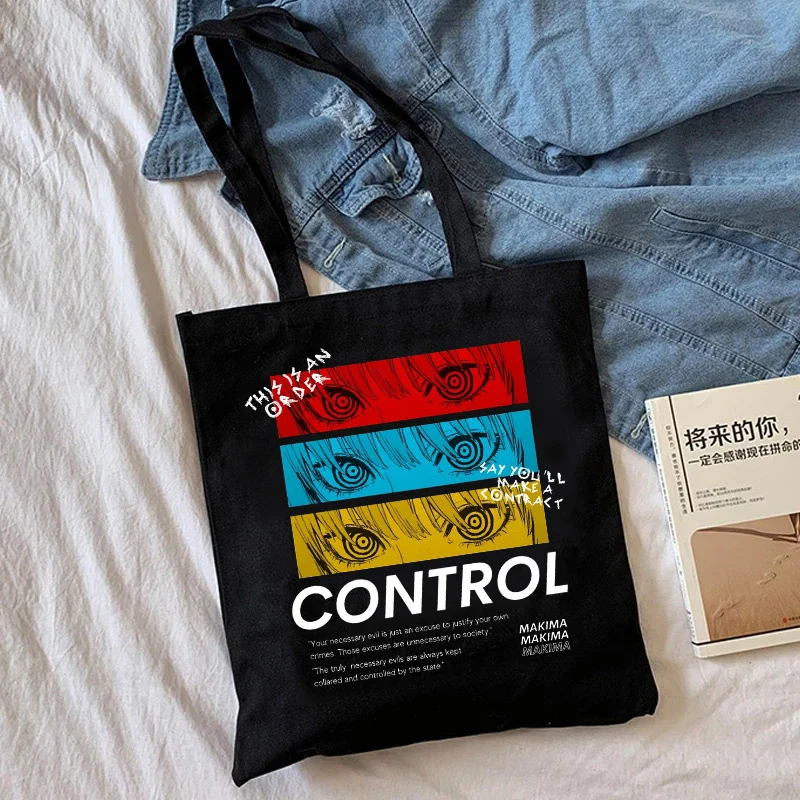 THIS IS AN
ORDER
SAY YOU'LL
MAKE A
CONTRACT
CONTROL
"Your necessary evil is just an excuse to justify your own
crimes. Those excuses are unnecessary to society."
"The truly necessary evils are always kept
collared and controlled by the state."
MAKIMA
MAKIMA
MAKIMA
将来的你，
一定会感谢现在拼命的